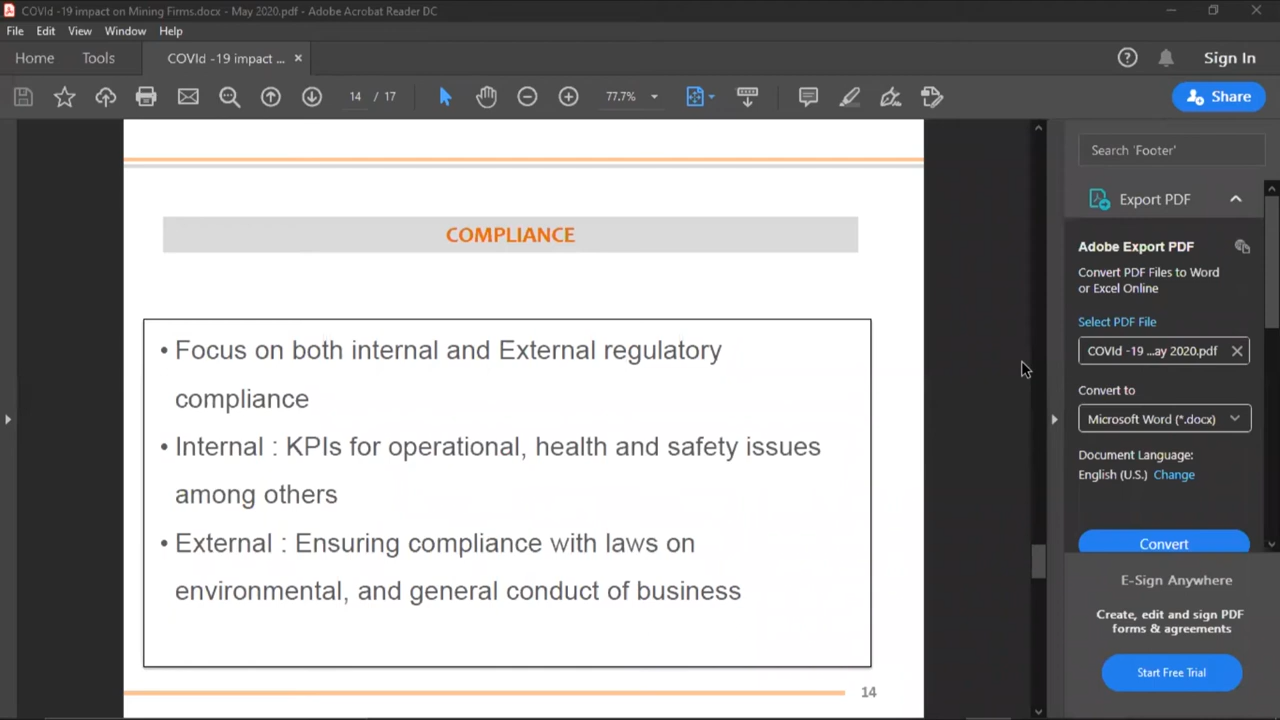 COVId -19 impact on Mining Firms.docx - May 2020.pdf - Adobe Acrobat Reader DC
File Edit View Window Help
Home Tools COVId -19 impact ... × Sign In
14 / 17 77.7% Share
Search 'Footer'
Export PDF
COMPLIANCE
Adobe Export PDF
Convert PDF Files to Word
or Excel Online
Select PDF File
COVId -19 ...ay 2020.pdf
Convert to
Microsoft Word (*.docx)
Document Language:
English (U.S.) Change
Convert
• Focus on both internal and External regulatory
compliance
• Internal : KPIs for operational, health and safety issues
among others
• External : Ensuring compliance with laws on
environmental, and general conduct of business
14
E-Sign Anywhere
Create, edit and sign PDF
forms & agreements
Start Free Trial